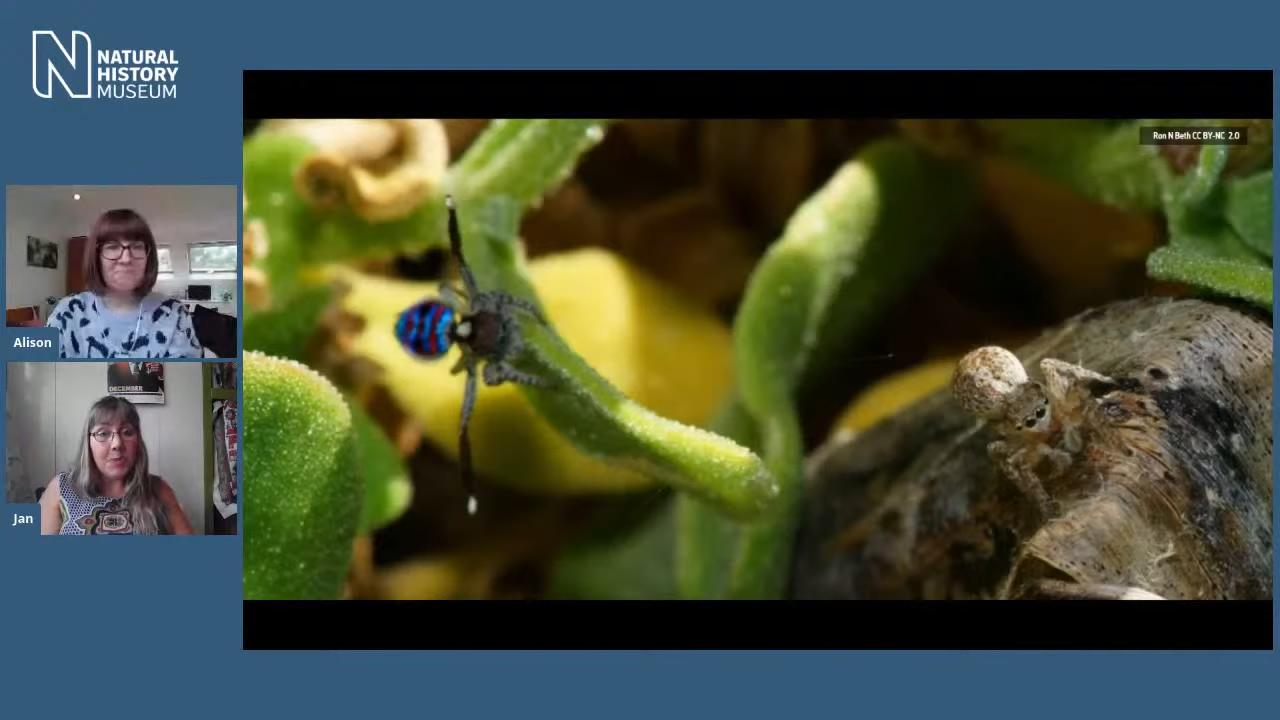 NATURAL
HISTORY
MUSEUM
Ron N Beth CC BY-NC 2.0
Alison
DECEMBER
Jan